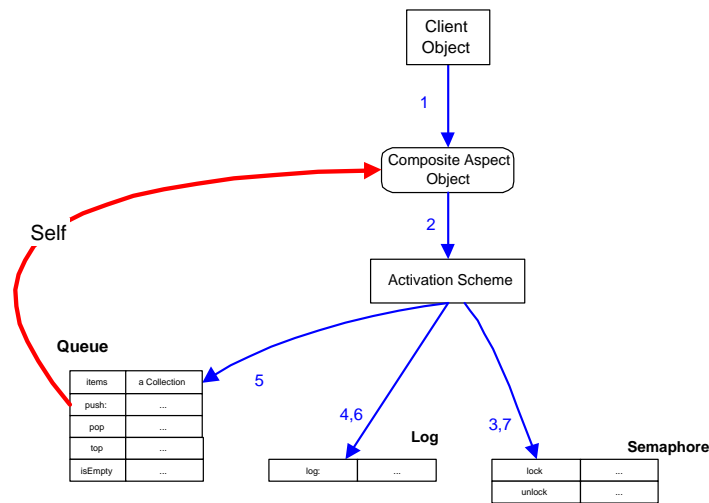 Client
Object
1
Composite Aspect
Object
2
Self
Activation Scheme
Queue
items a Collection
push: ...
pop ...
top ...
isEmpty ...
5
4,6
Log
log: ...
3,7
Semaphore
lock ...
unlock ...